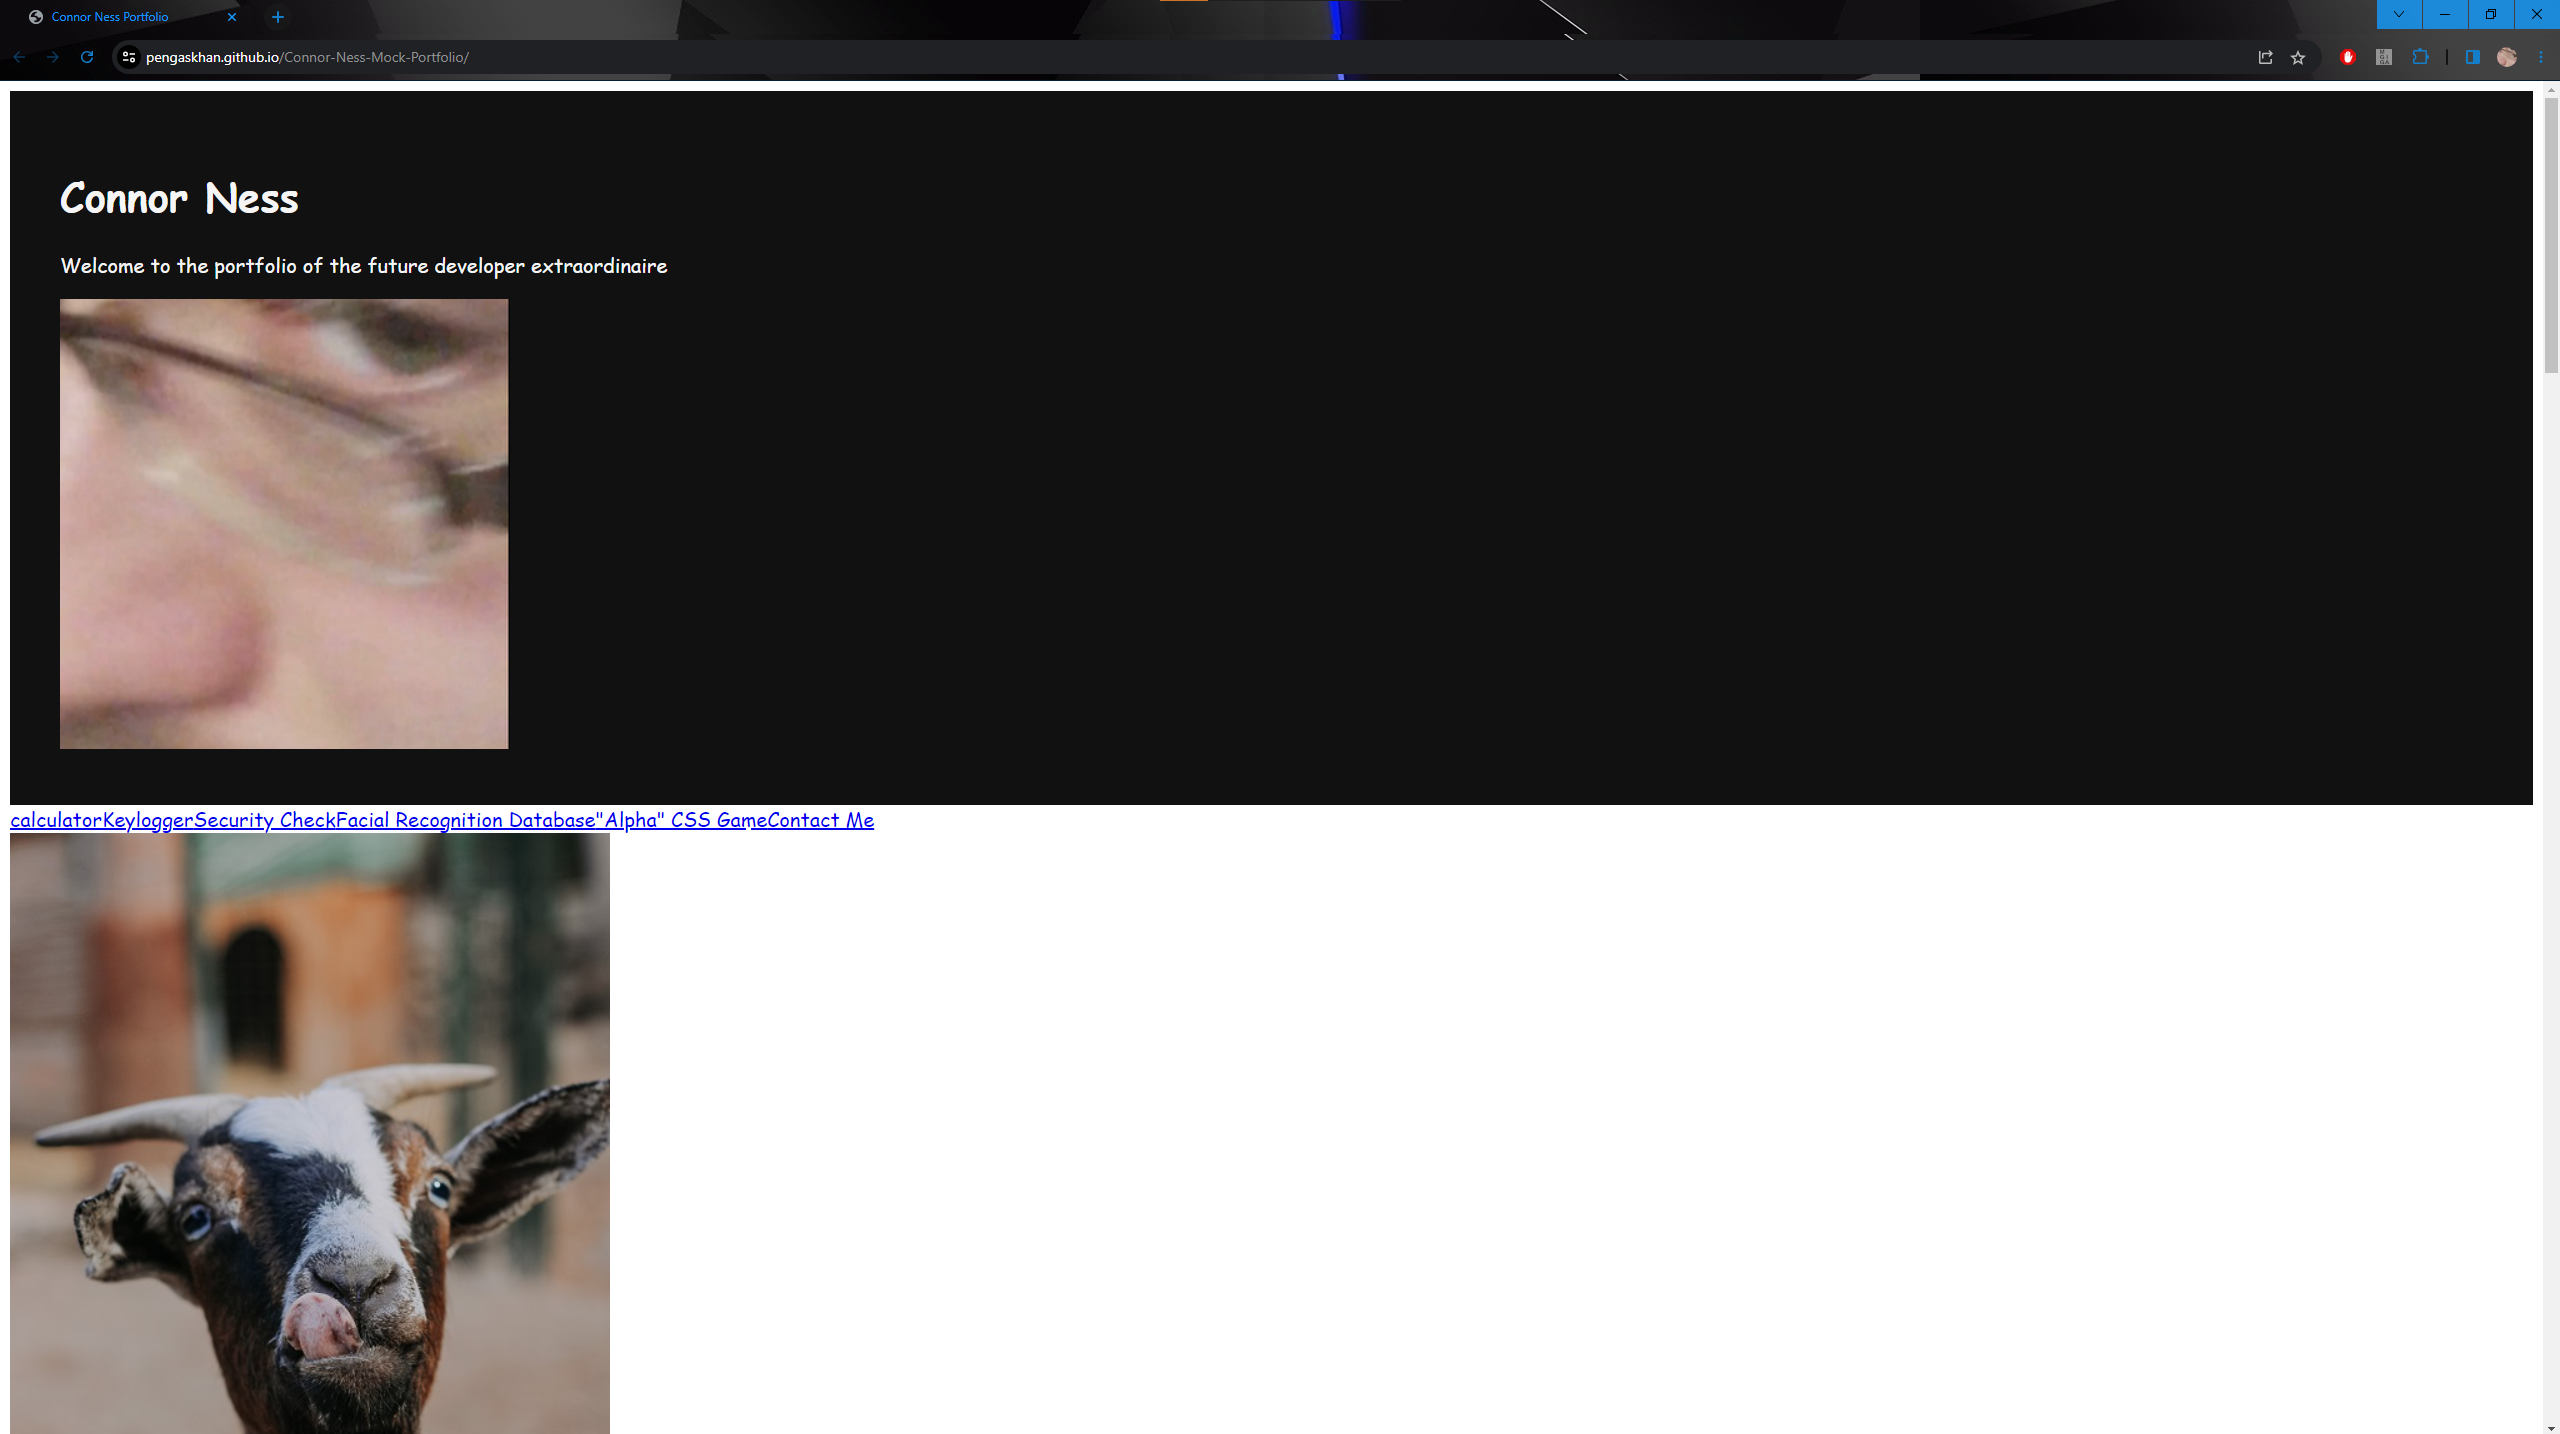 Connor Ness Portfolio
pengaskhan.github.io/Connor-Ness-Mock-Portfolio/
Connor Ness
Welcome to the portfolio of the future developer extraordinaire
calculatorKeyloggerSecurity CheckFacial Recognition Database"Alpha" CSS GameContact Me